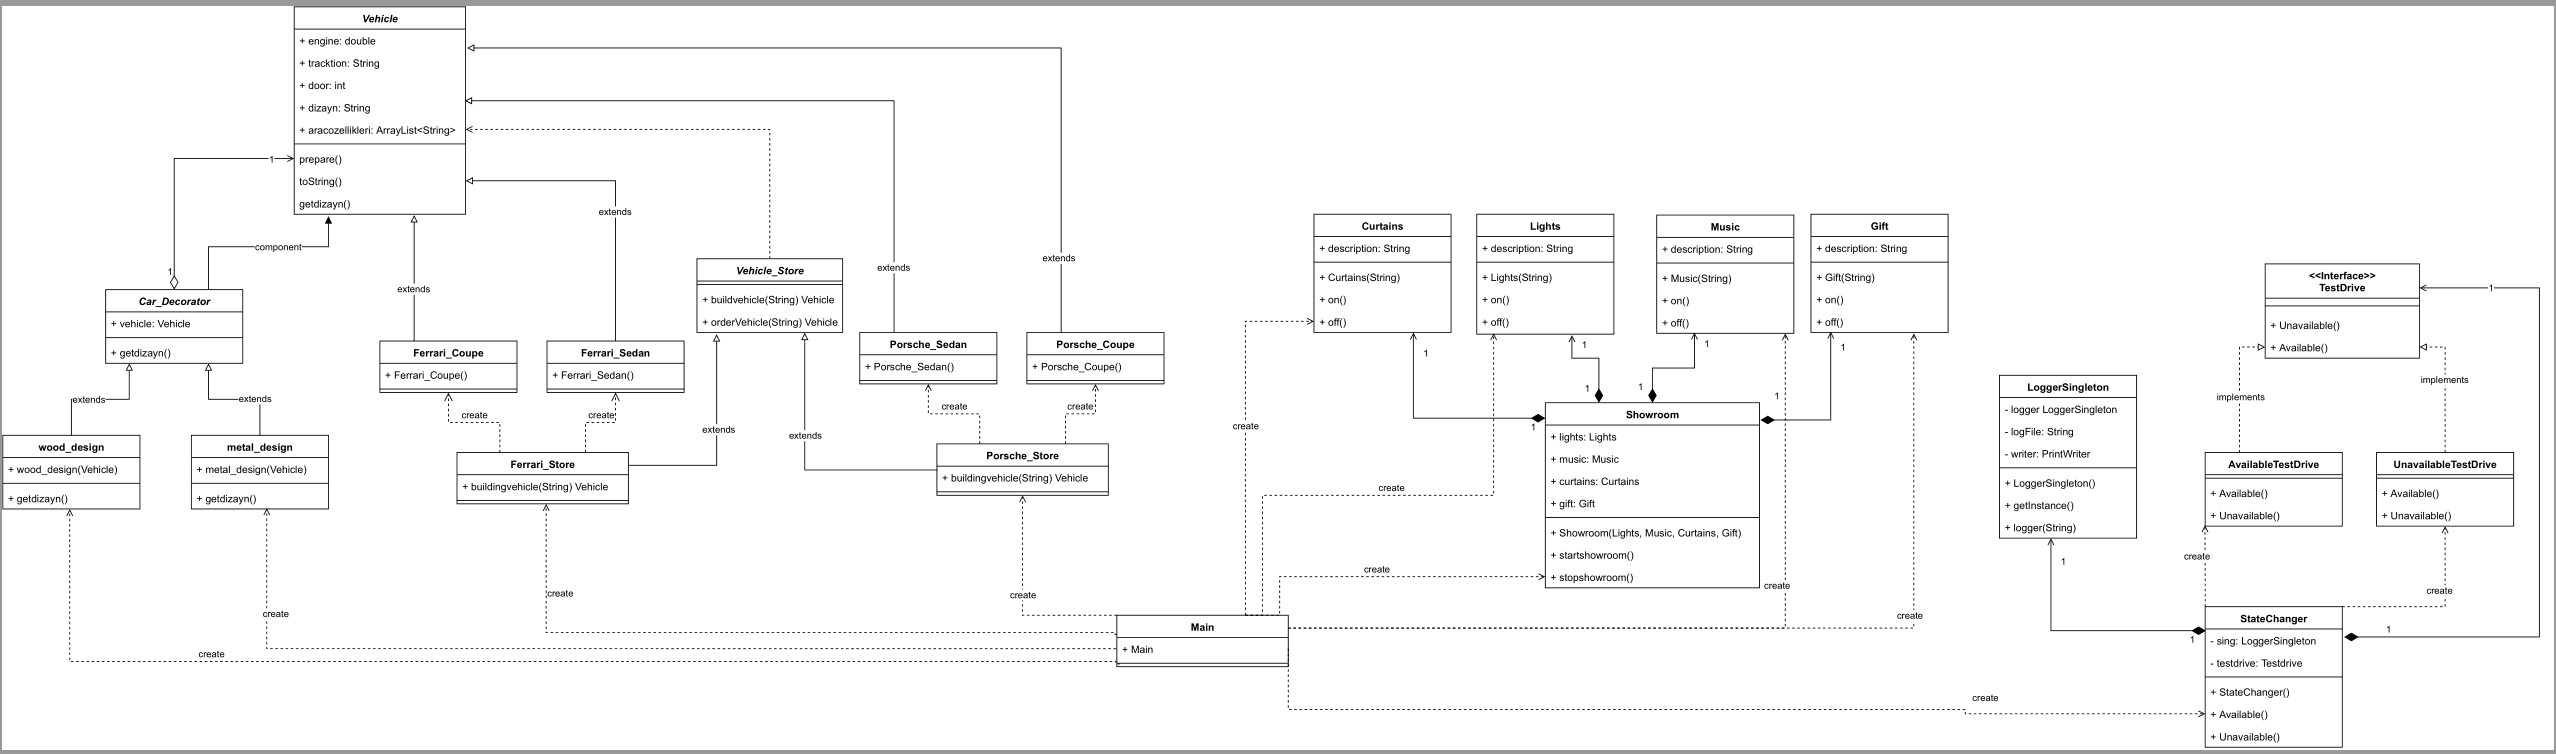 Vehicle
+ engine: double
+ tracktion: String
+ door: int
+ dizayn: String
+ aracozellikleri: ArrayList<String>
prepare()
toString()
getdizayn()
1
1
component
extends
extends
extends
extends
Car_Decorator
+ vehicle: Vehicle
+ getdizayn()
extends
extends
wood_design
+ wood_design(Vehicle)
+ getdizayn()
metal_design
+ metal_design(Vehicle)
+ getdizayn()
Ferrari_Coupe
+ Ferrari_Coupe()
Ferrari_Sedan
+ Ferrari_Sedan()
create
create
Vehicle_Store
+ buildvehicle(String) Vehicle
+ orderVehicle(String) Vehicle
extends
extends
Ferrari_Store
+ buildingvehicle(String) Vehicle
Porsche_Sedan
+ Porsche_Sedan()
Porsche_Coupe
+ Porsche_Coupe()
create
create
Porsche_Store
+ buildingvehicle(String) Vehicle
create
create
create
create
Main
+ Main
Curtains
+ description: String
+ Curtains(String)
+ on()
+ off()
Lights
+ description: String
+ Lights(String)
+ on()
+ off()
Music
+ description: String
+ Music(String)
+ on()
+ off()
Gift
+ description: String
+ Gift(String)
+ on()
+ off()
1
1
1
1
1
1
1
1
Showroom
+ lights: Lights
+ music: Music
+ curtains: Curtains
+ gift: Gift
+ Showroom(Lights, Music, Curtains, Gift)
+ startshowroom()
+ stopshowroom()
create
create
create
create
create
create
<<Interface>>
TestDrive
+ Unavailable()
+ Available()
1
implements
implements
LoggerSingleton
- logger LoggerSingleton
- logFile: String
- writer: PrintWriter
+ LoggerSingleton()
+ getInstance()
+ logger(String)
AvailableTestDrive
+ Available()
+ Unavailable()
UnavailableTestDrive
+ Available()
+ Unavailable()
create
create
1
1
1
StateChanger
- sing: LoggerSingleton
- testdrive: Testdrive
+ StateChanger()
+ Available()
+ Unavailable()